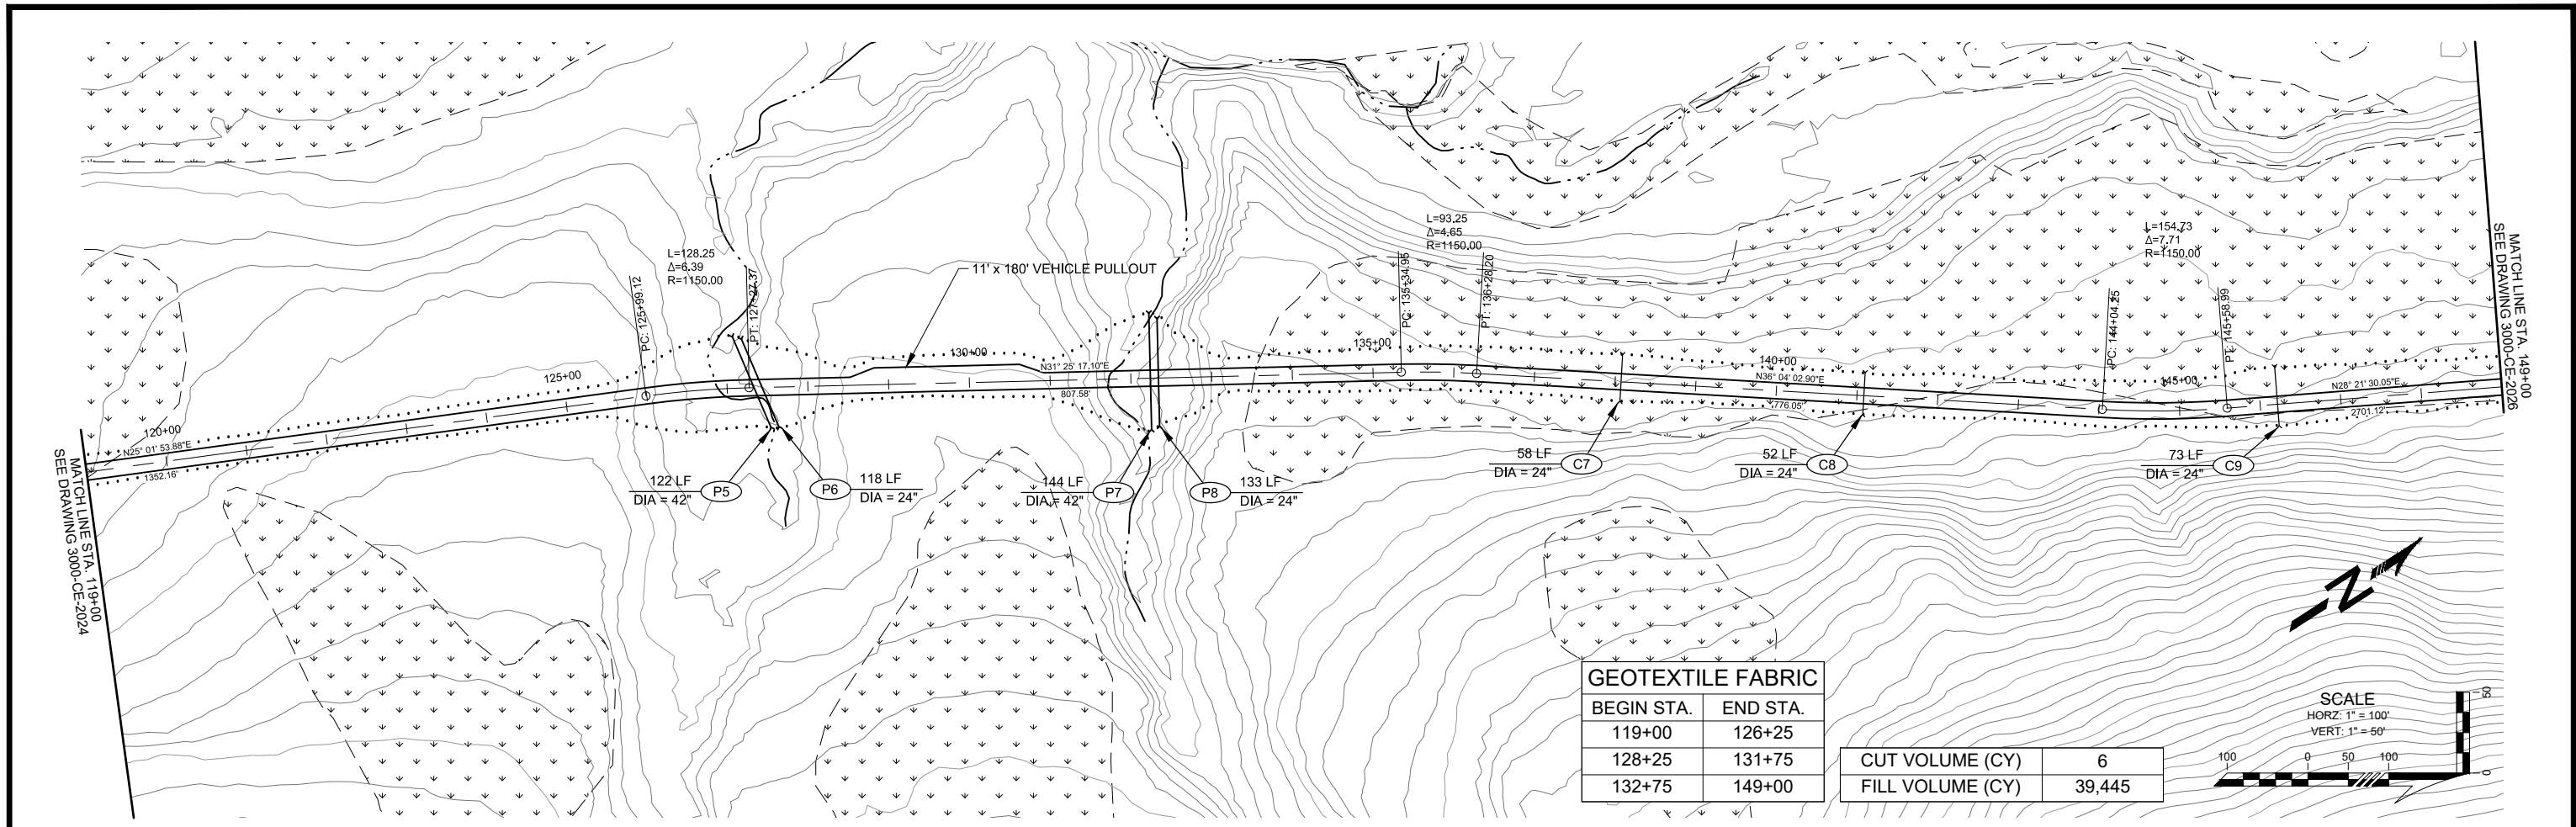 L=128.25
Δ=6.39
R=1150.00
PC: 125+99.12
PT: 127+27.37
11' x 180' VEHICLE PULLOUT
L=93.25
Δ=4.65
R=1150.00
PC: 135+34.95
PT: 136+28.20
L=154.73
Δ=7.71
R=1150.00
PC: 144+04.25
PT: 145+58.99
MATCH LINE STA. 149+00
SEE DRAWING 3000-CE-2026
120+00
125+00
130+00
135+00
140+00
145+00
N25° 01' 53.88"E
1352.16'
N31° 25' 17.10"E
807.58'
N36° 04' 02.90"E
776.05'
N28° 21' 30.05"E
2701.12'
MATCH LINE STA. 119+00
SEE DRAWING 3000-CE-2024
122 LF
DIA = 42"
P5
P6
118 LF
DIA = 24"
144 LF
DIA = 42"
P7
P8
133 LF
DIA = 24"
58 LF
DIA = 24"
C7
52 LF
DIA = 24"
C8
73 LF
DIA = 24"
C9
N
GEOTEXTILE FABRIC
BEGIN STA. END STA.
119+00 126+25
128+25 131+75
132+75 149+00
CUT VOLUME (CY) 6
FILL VOLUME (CY) 39,445
SCALE
HORZ: 1" = 100'
VERT: 1" = 50'
100 0 50 100
50
0